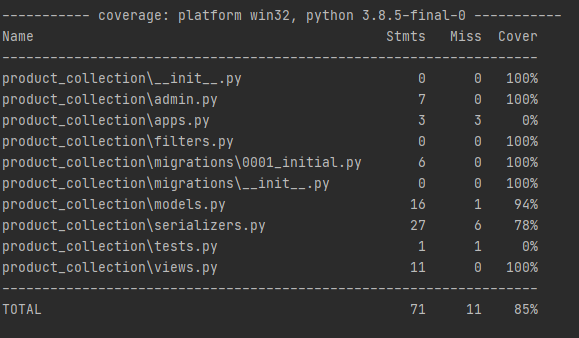 ----------- coverage: platform win32, python 3.8.5-final-0 -----------
Name                                              Stmts   Miss  Cover
---------------------------------------------------------------------
product_collection\__init__.py                        0      0   100%
product_collection\admin.py                           7      0   100%
product_collection\apps.py                            3      3     0%
product_collection\filters.py                         0      0   100%
product_collection\migrations\0001_initial.py         6      0   100%
product_collection\migrations\__init__.py             0      0   100%
product_collection\models.py                         16      1    94%
product_collection\serializers.py                    27      6    78%
product_collection\tests.py                           1      1     0%
product_collection\views.py                          11      0   100%
---------------------------------------------------------------------
TOTAL                                                71     11    85%